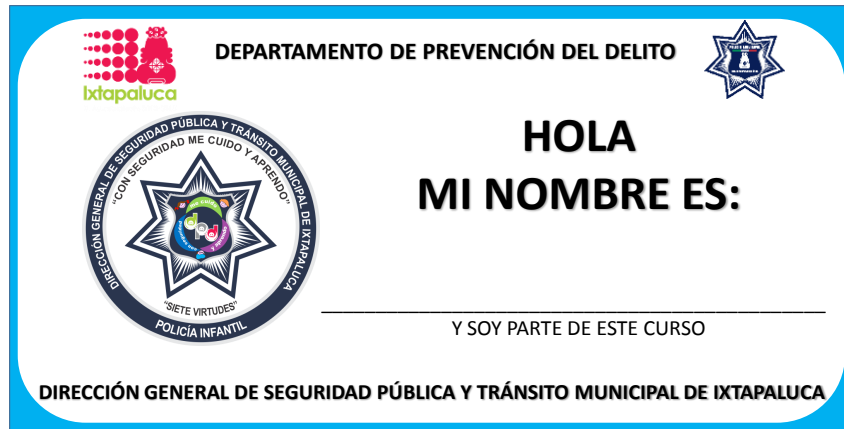 DEPARTAMENTO DE PREVENCIÓN DEL DELITO
Ixtapaluca
HOLA
MI NOMBRE ES:
DIRECCIÓN GENERAL DE SEGURIDAD PÚBLICA Y TRÁNSITO MUNICIPAL DE IXTAPALUCA
"CON SEGURIDAD ME CUIDO Y APRENDO"
dpd
"SIETE VIRTUDES"
POLICÍA INFANTIL
Y SOY PARTE DE ESTE CURSO
DIRECCIÓN GENERAL DE SEGURIDAD PÚBLICA Y TRÁNSITO MUNICIPAL DE IXTAPALUCA